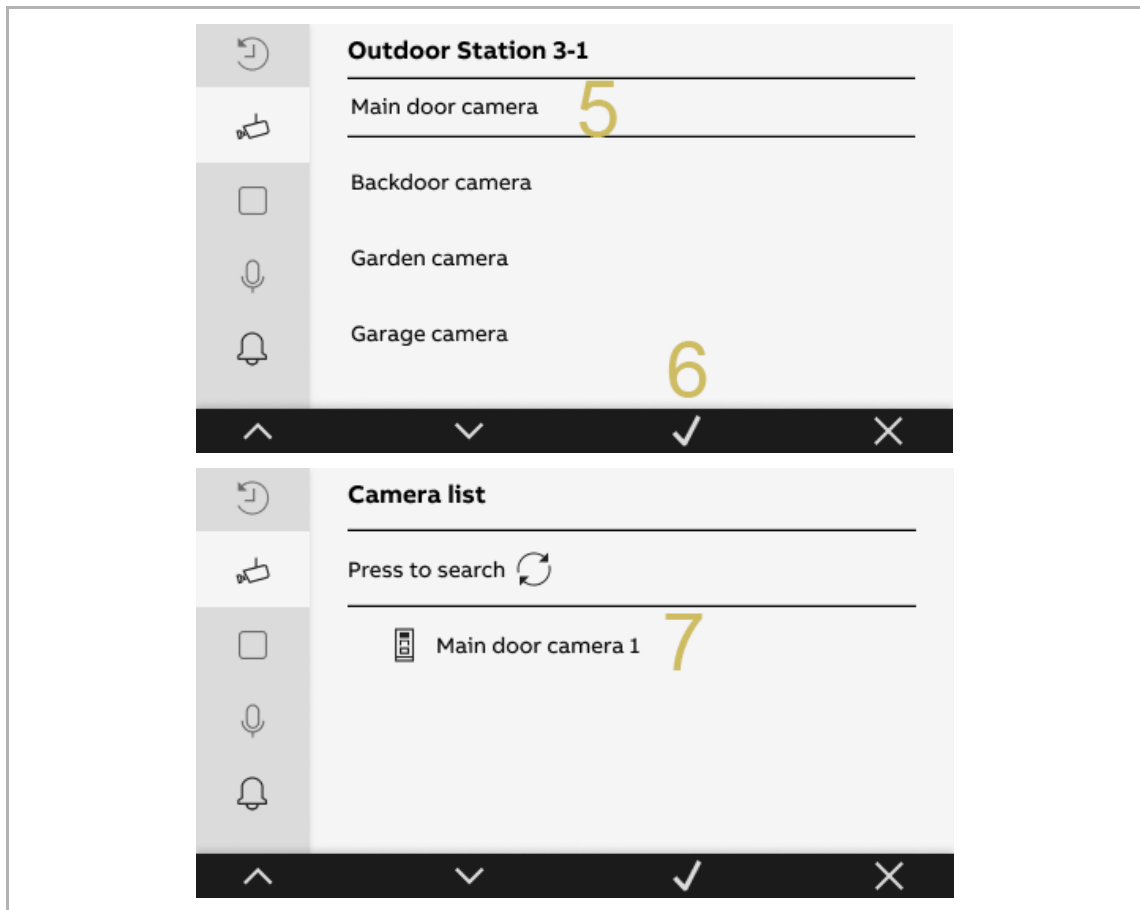 Outdoor Station 3-1
Main door camera 5
Backdoor camera
Garden camera
Garage camera
6
Camera list
Press to search
Main door camera 1 7